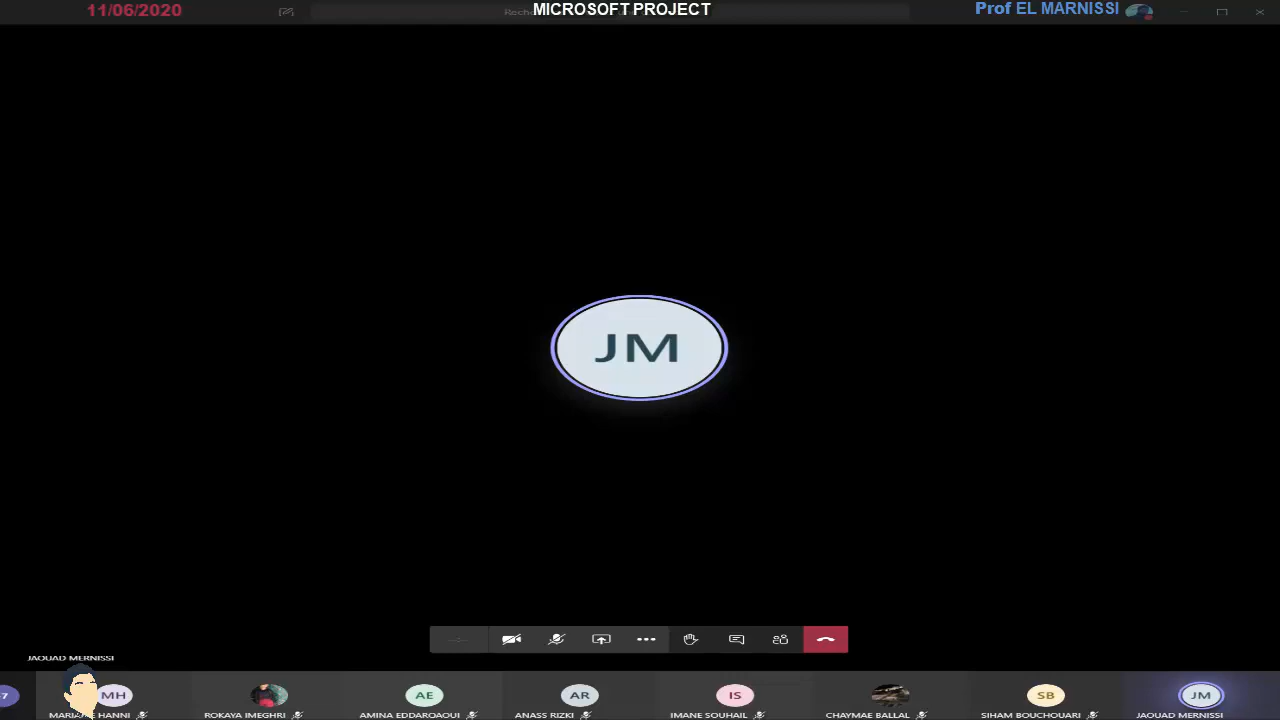 11/06/2020
Reche
MICROSOFT PROJECT
Prof EL MARNISSI
JM
JAOUAD MERNISSI
MH
AE
AR
IS
SB
JM
ROKAYA IMEGHRI
AMINA EDDAROAOUI
ANASS RIZKI
IMANE SOUHAIL
CHAYMAE BALLAL
SIHAM BOUCHOUARI
JAOUAD MERNISSI